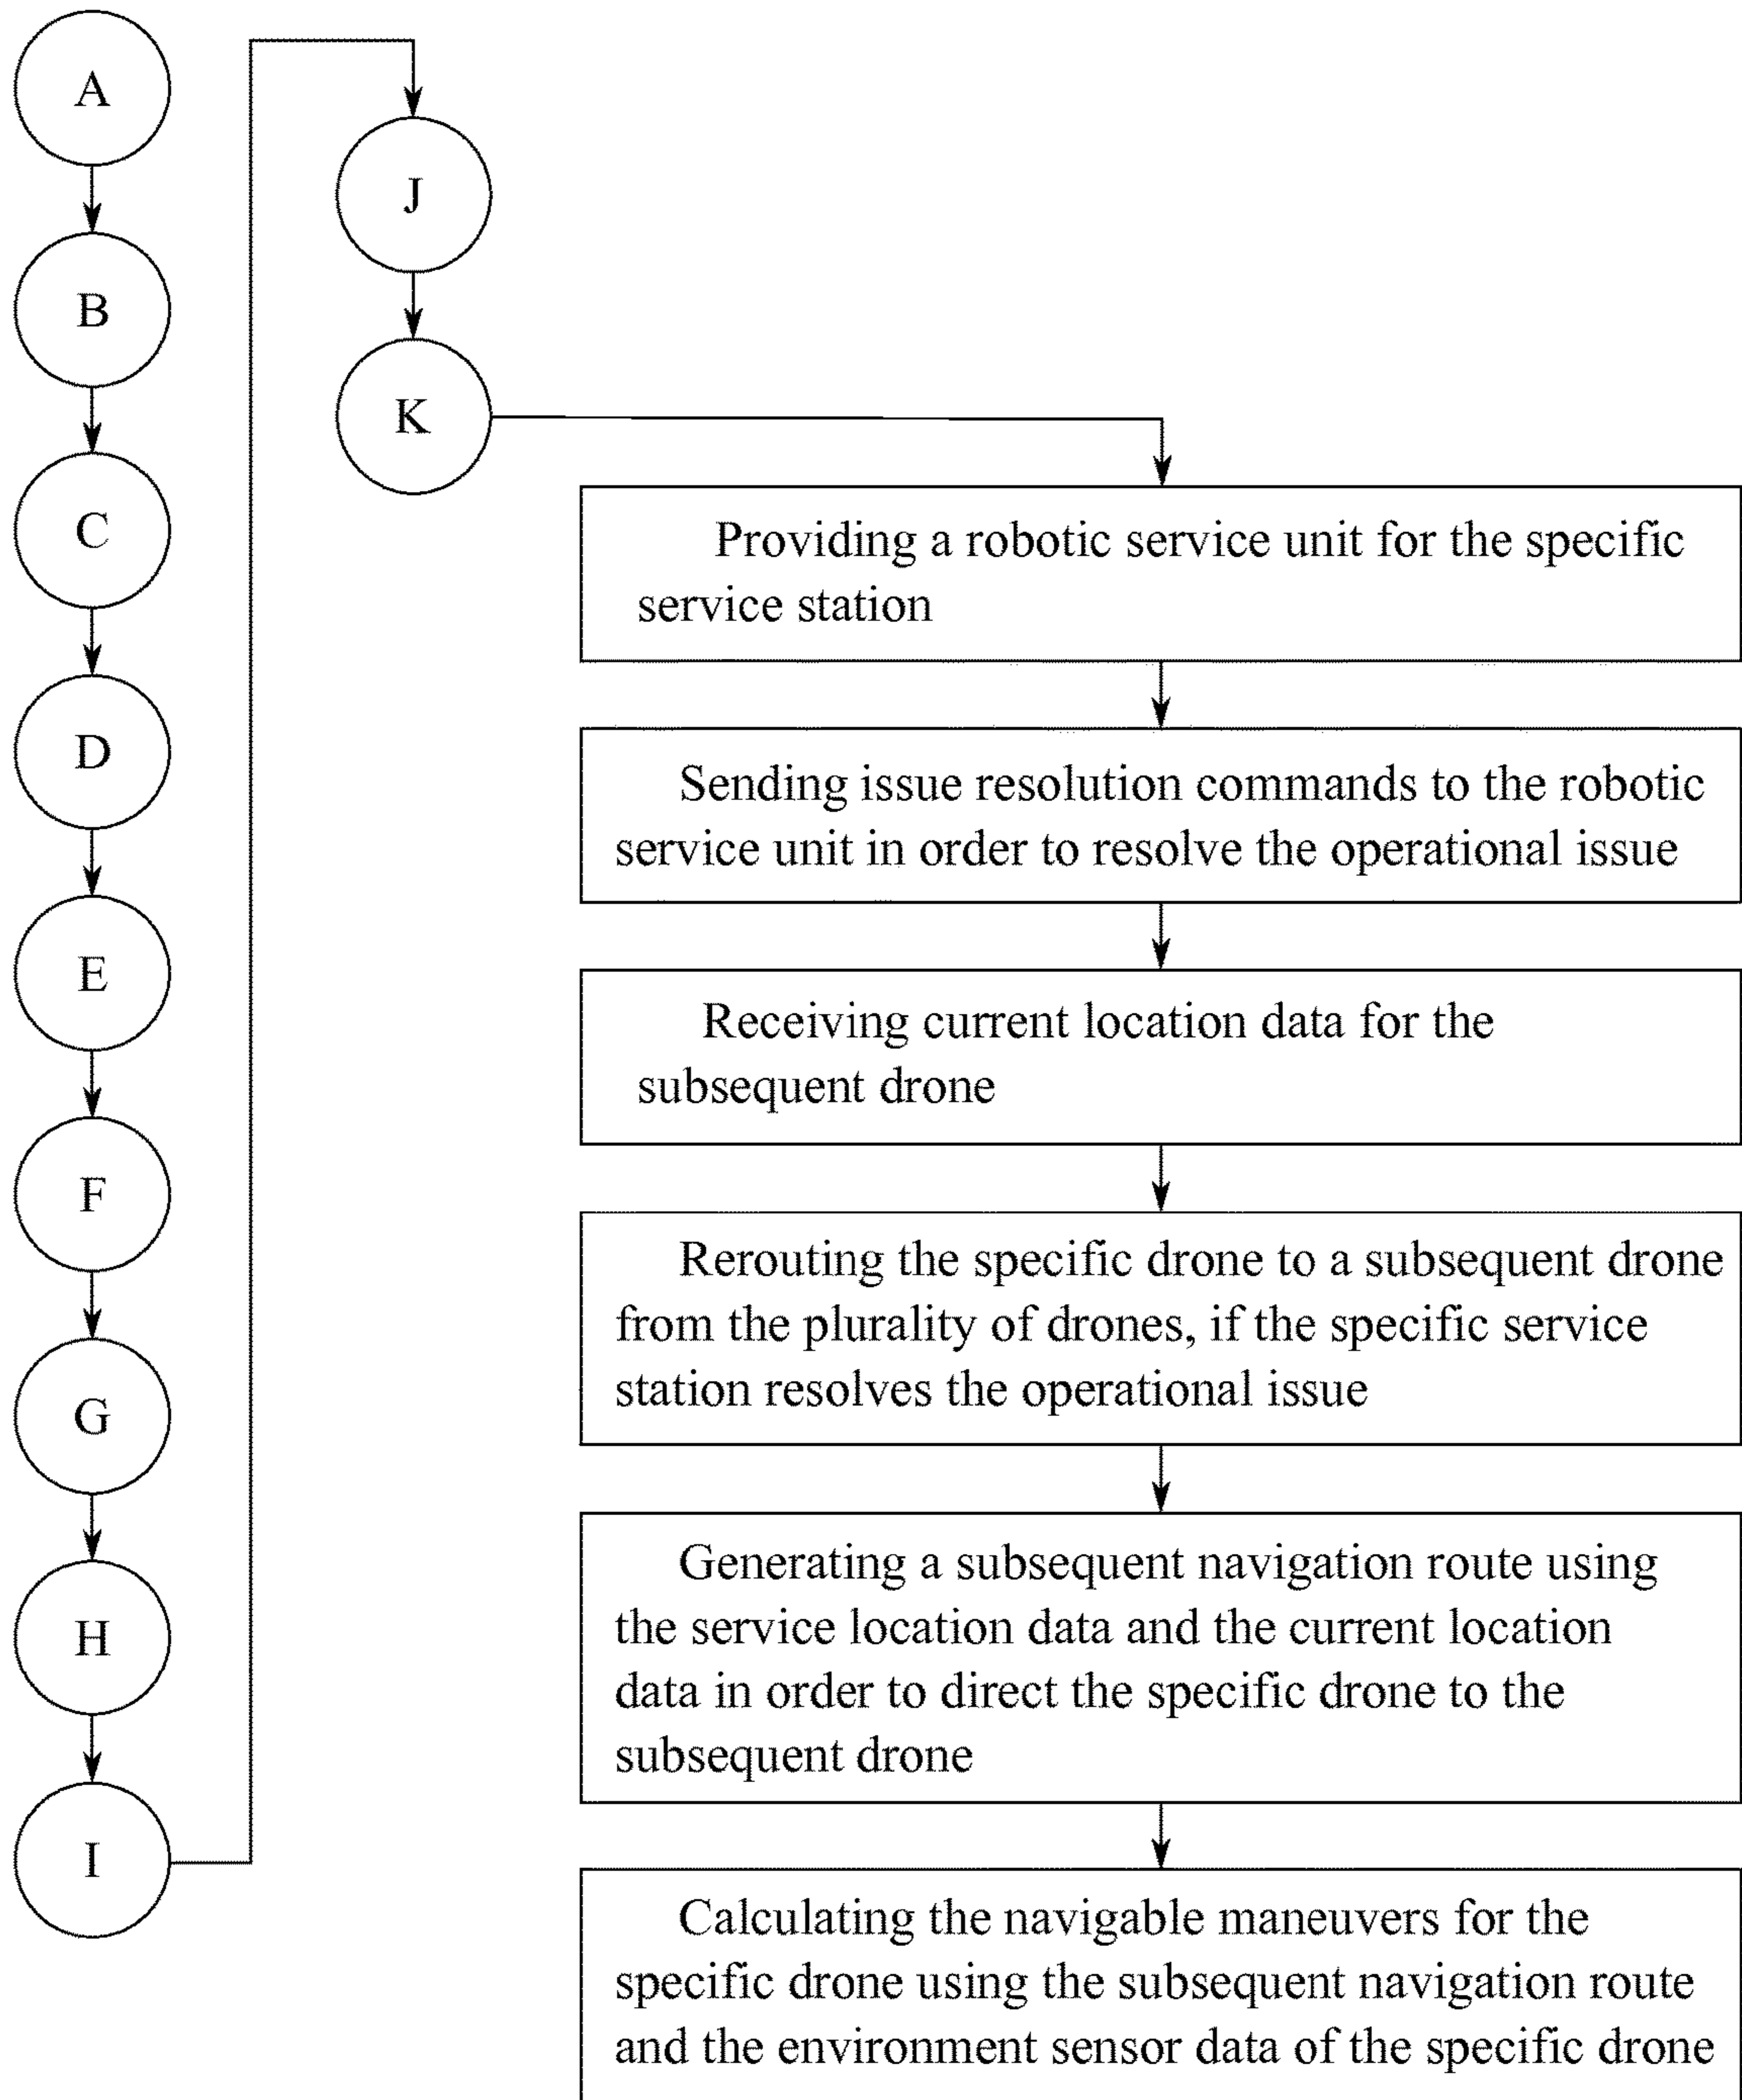 A
B
C
D
E
F
G
H
I
J
K
Providing a robotic service unit for the specific
service station
Sending issue resolution commands to the robotic
service unit in order to resolve the operational issue
Receiving current location data for the
subsequent drone
Rerouting the specific drone to a subsequent drone
from the plurality of drones, if the specific service
station resolves the operational issue
Generating a subsequent navigation route using
the service location data and the current location
data in order to direct the specific drone to the
subsequent drone
Calculating the navigable maneuvers for the
specific drone using the subsequent navigation route
and the environment sensor data of the specific drone